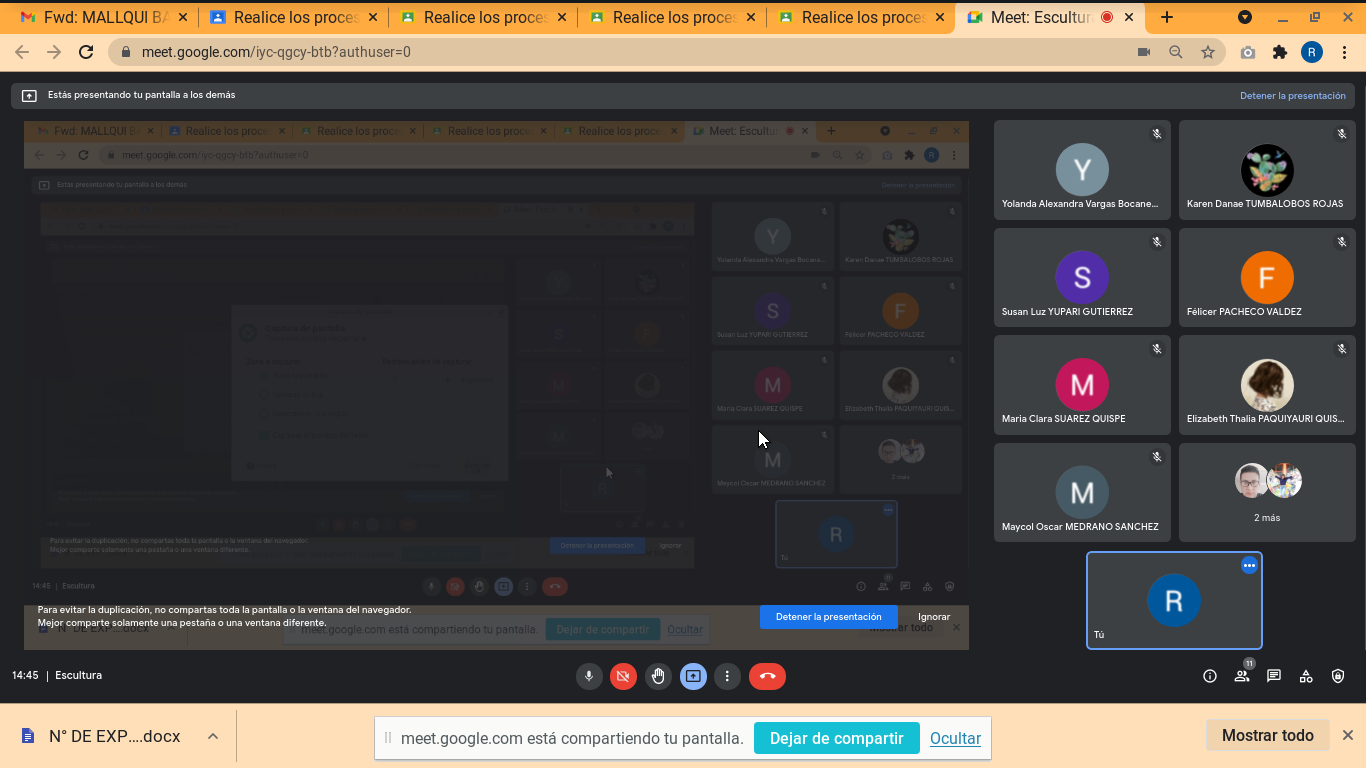 Fwd: MALLQUI BA
Realice los proces
Realice los proces
Realice los proces
Realice los proces
Meet: Escultura
meet.google.com/iyc-qgcy-btb?authuser=0
R
Estás presentando tu pantalla a los demás
Detener la presentación
Fwd: MALLQUI B
Realice los proce
Realice los proce
Realice los proce
Realice los proce
Meet: Escultu
meet.google.com/iyc-qgcy-btb?authuser=0
R
Estás presentando tu pantalla a los demás
Detener la presentación
Y
Yolanda Alexandra Vargas Bocane...
Karen Danae TUMBALOBOS ROJAS
S
Susan Luz YUPARI GUTIERREZ
F
Félicer PACHECO VALDEZ
M
Maria Clara SUAREZ QUISPE
Elizabeth Thalia PAQUIYAURI QUIS...
M
Maycol Oscar MEDRANO SANCHEZ
2 más
R
Tú
Para evitar la duplicación, no compartas toda la pantalla o la ventana del navegador.
Mejor comparte solamente una pestaña o una ventana diferente.
Detener la presentación
Ignorar
14:45 | Escultura
Y
Yolanda Alexandra Vargas Bocane...
Karen Danae TUMBALOBOS ROJAS
S
Susan Luz YUPARI GUTIERREZ
F
Félicer PACHECO VALDEZ
M
Maria Clara SUAREZ QUISPE
Elizabeth Thalia PAQUIYAURI QUIS...
M
Maycol Oscar MEDRANO SANCHEZ
2 más
R
Tú
Para evitar la duplicación, no compartas toda la pantalla o la ventana del navegador.
Mejor comparte solamente una pestaña o una ventana diferente.
Detener la presentación
Ignorar
N° DE EXP....docx
meet.google.com está compartiendo tu pantalla.
Dejar de compartir
Ocultar
Mostrar todo
14:45 | Escultura
11
N° DE EXP....docx
meet.google.com está compartiendo tu pantalla.
Dejar de compartir
Ocultar
Mostrar todo